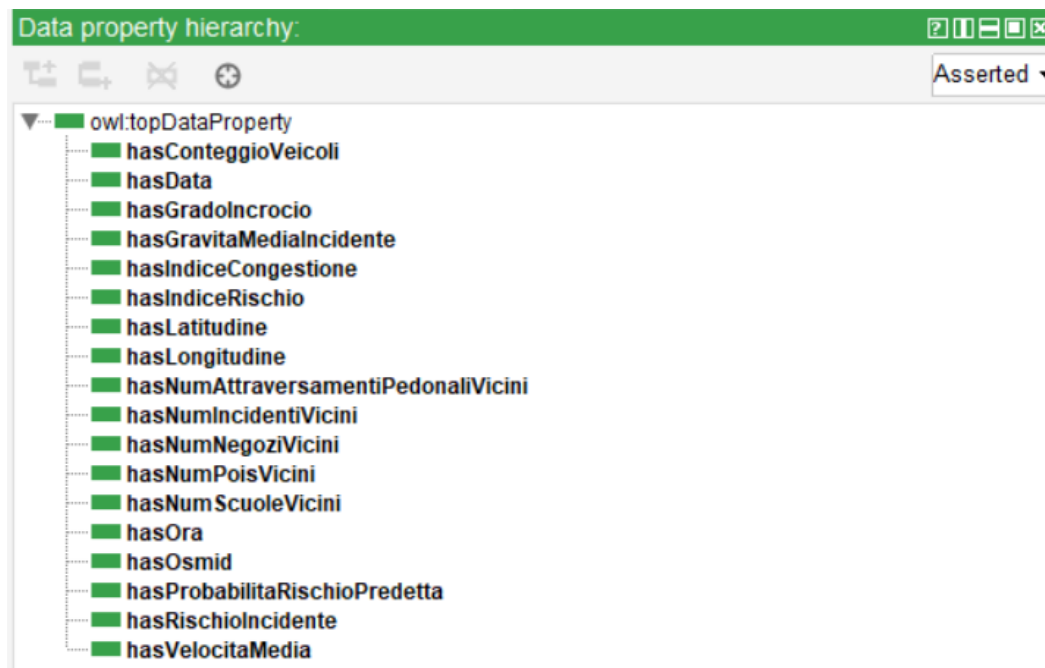 Data property hierarchy:
Asserted
owl:topDataProperty
hasConteggioVeicoli
hasData
hasGradoIncrocio
hasGravitaMediaIncidente
hasIndiceCongestione
hasIndiceRischio
hasLatitudine
hasLongitudine
hasNumAttraversamentiPedonaliVicini
hasNumIncidentiVicini
hasNumNegoziVicini
hasNumPoisVicini
hasNumScuoleVicini
hasOra
hasOsmid
hasProbabilitaRischioPredetta
hasRischioIncidente
hasVelocitaMedia